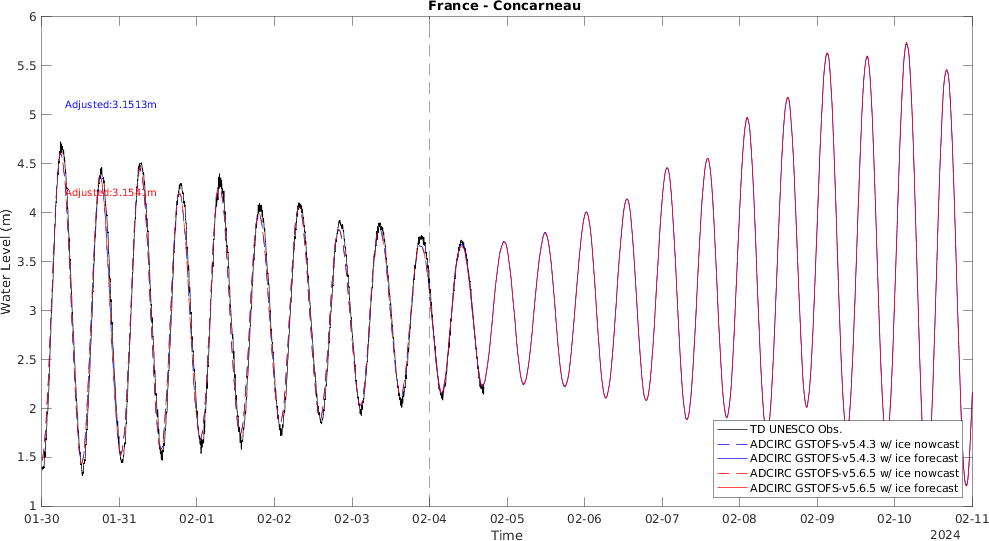 France - Concarneau
Water Level (m)
6
5.5
5
4.5
4
3.5
3
2.5
2
1.5
1
Adjusted:3.1513m
Adjusted:3.1541m
TD UNESCO Obs.
ADCIRC GSTOFS-v5.4.3 w/ ice nowcast
ADCIRC GSTOFS-v5.4.3 w/ ice forecast
ADCIRC GSTOFS-v5.6.5 w/ ice nowcast
ADCIRC GSTOFS-v5.6.5 w/ ice forecast
01-30 01-31 02-01 02-02 02-03 02-04 02-05 02-06 02-07 02-08 02-09 02-10 02-11
Time
2024